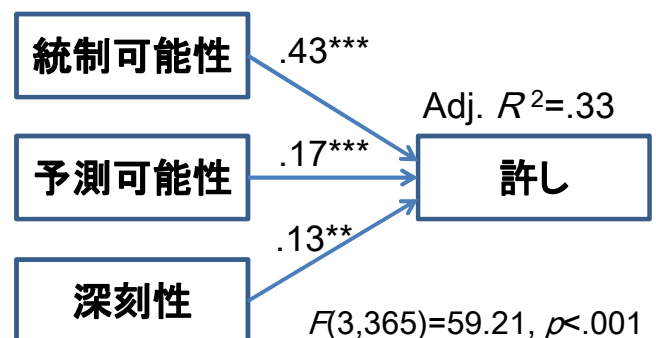 統制可能性
.43***
Adj. R²=.33
予測可能性
.17***
許し
.13**
深刻性
F(3,365)=59.21, p<.001